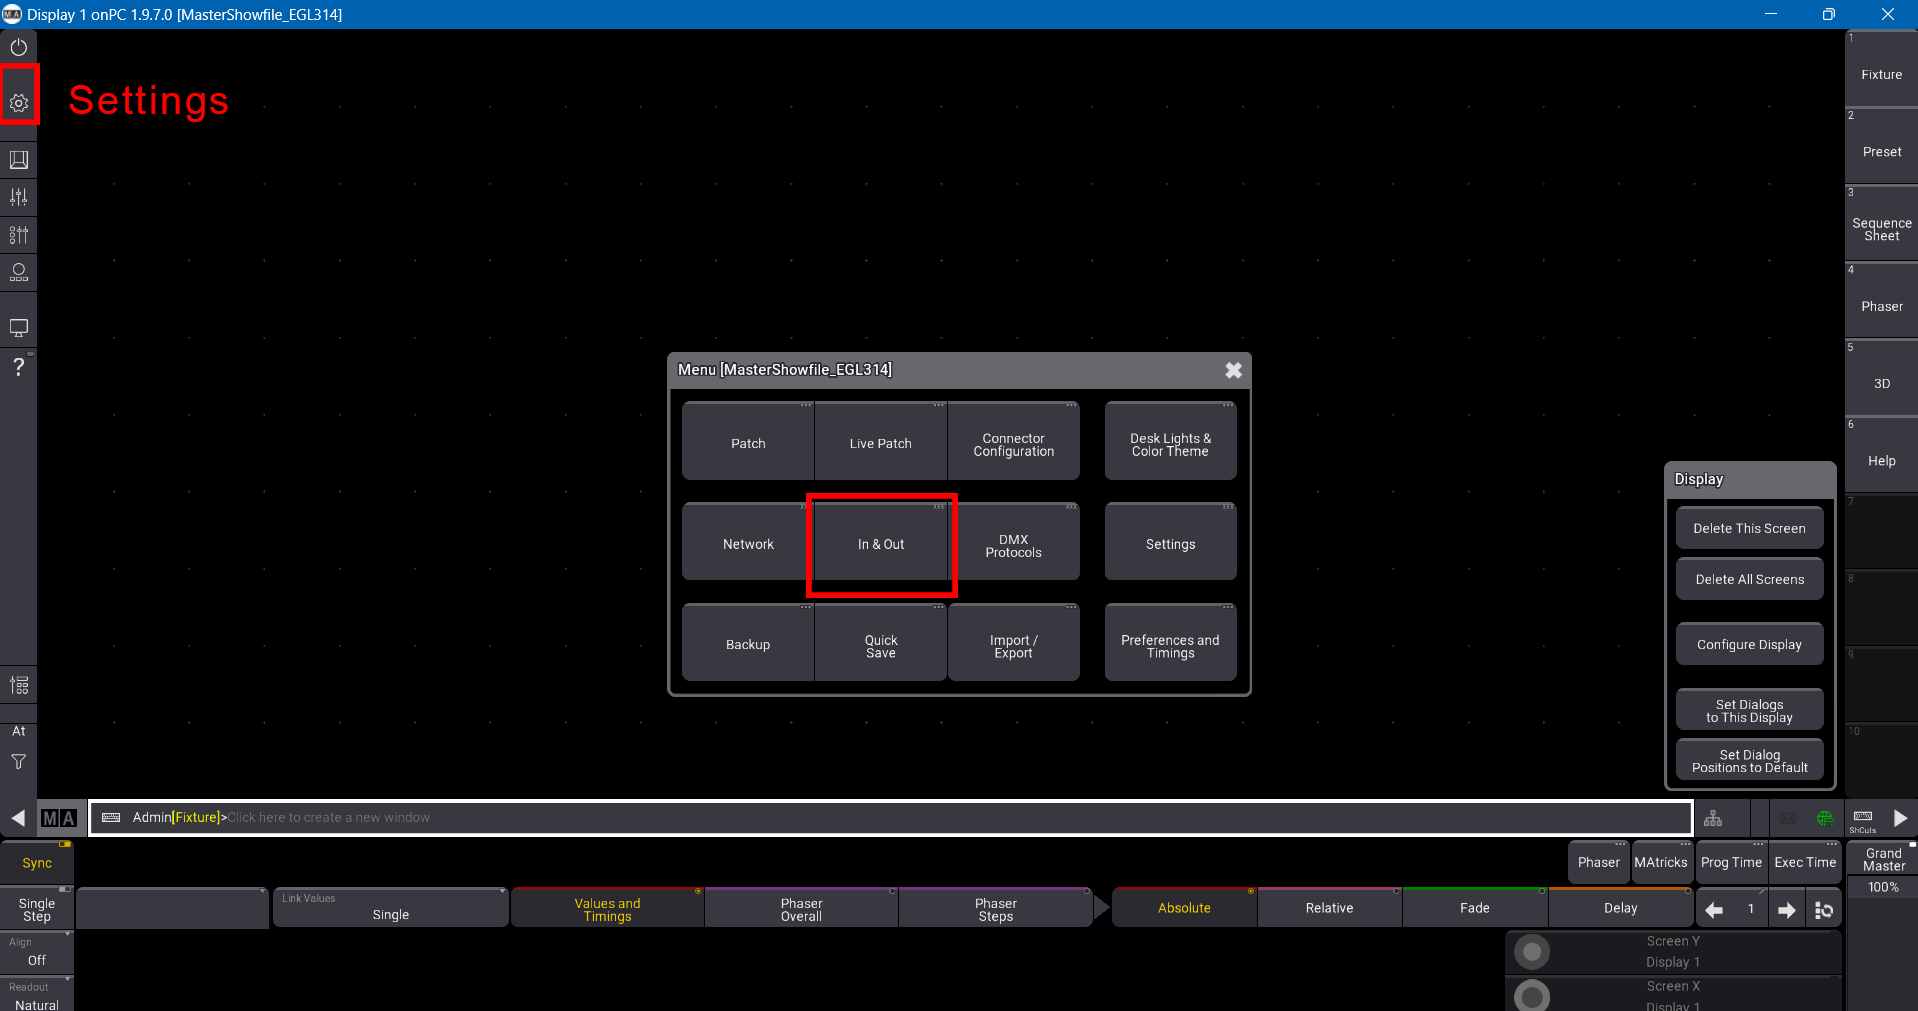 Display 1 onPC 1.9.7.0 [MasterShowfile_EGL314]
Settings
1
Fixture
2
Preset
3
Sequence
Sheet
4
Phaser
5
3D
6
Help
7
8
9
10
?
At
Menu [MasterShowfile_EGL314]
Patch
Live Patch
Connector
Configuration
Desk Lights &
Color Theme
Network
In & Out
DMX
Protocols
Settings
Backup
Quick
Save
Import /
Export
Preferences and
Timings
Display
Delete This Screen
Delete All Screens
Configure Display
Set Dialogs
to This Display
Set Dialog
Positions to Default
MA
Admin[Fixture]>Click here to create a new window
ShCuts
Sync
Phaser
MAtricks
Prog Time
Exec Time
Grand
Master
100%
Single
Step
Link Values
Single
Values and
Timings
Phaser
Overall
Phaser
Steps
Absolute
Relative
Fade
Delay
1
Align
Off
Screen Y
Display 1
Readout
Natural
Screen X
Display 1